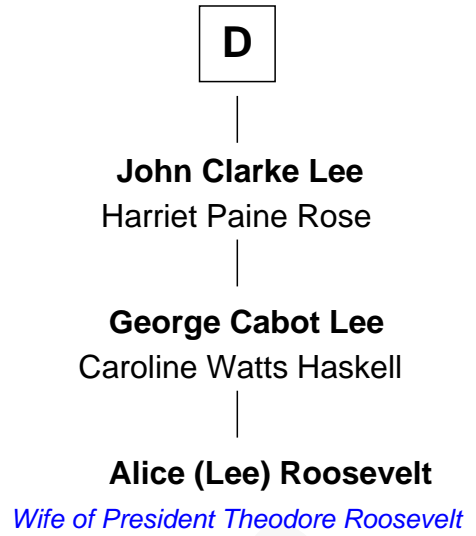 D
John Clarke Lee
Harriet Paine Rose
George Cabot Lee
Caroline Watts Haskell
Alice (Lee) Roosevelt
Wife of President Theodore Roosevelt